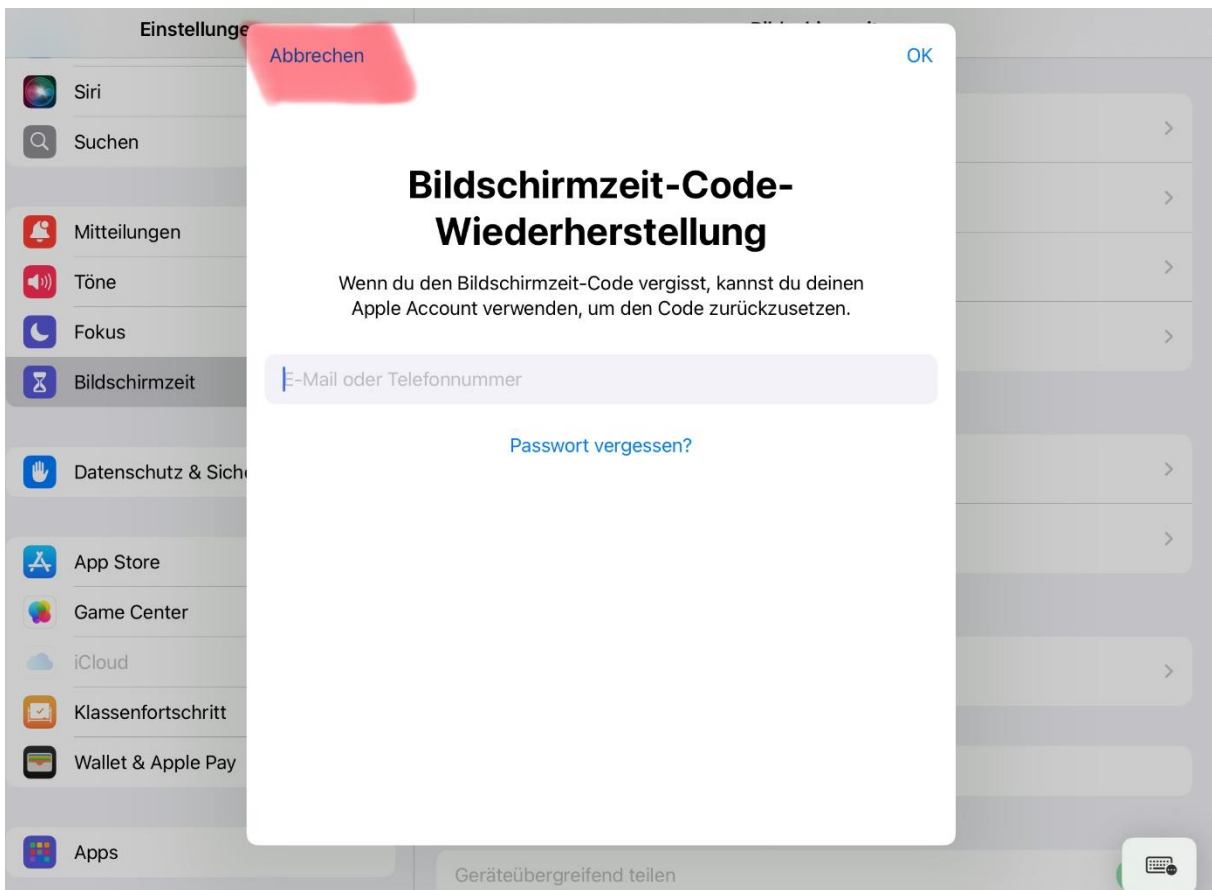 Einstellunge
Abbrechen
OK
Siri
Suchen
Mitteilungen
Töne
Fokus
Bildschirmzeit
Datenschutz & Sich
App Store
Game Center
iCloud
Klassenfortschritt
Wallet & Apple Pay
Apps
Bildschirmzeit-Code-
Wiederherstellung
Wenn du den Bildschirmzeit-Code vergisst, kannst du deinen
Apple Account verwenden, um den Code zurückzusetzen.
E-Mail oder Telefonnummer
Passwort vergessen?
Geräteübergreifend teilen